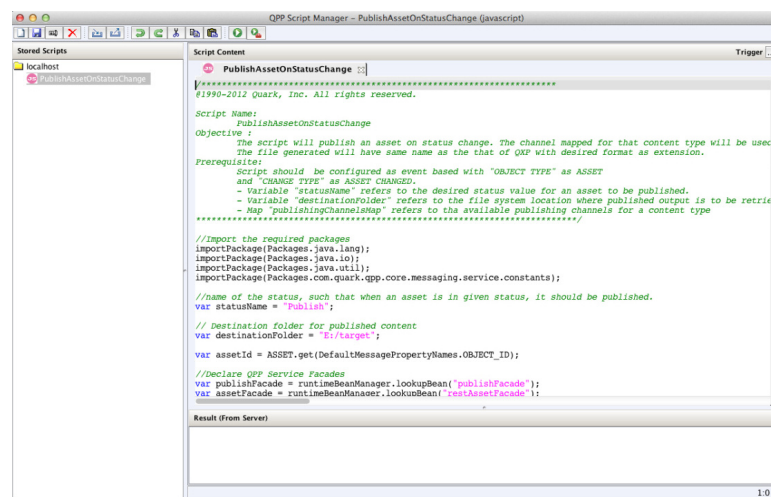 QPP Script Manager – PublishAssetOnStatusChange (javascript)
Stored Scripts
localhost
PublishAssetOnStatusChange
Script Content
Trigger
PublishAssetOnStatusChange
/*********************************************************************
@1990-2012 Quark, Inc. All rights reserved.
Script Name:
PublishAssetOnStatusChange
Objective :
The script will publish an asset on status change. The channel mapped for that content type will be used
The file generated will have same name as the that of QXP with desired format as extension.
Prerequisite:
Script should be configured as event based with "OBJECT TYPE" as ASSET
and "CHANGE TYPE" as ASSET CHANGED.
- Variable "statusName" refers to the desired status value for an asset to be published.
- Variable "destinationFolder" refers to the file system location where published output is to be retrie
- Map "publishingChannelsMap" refers to tha available publishing channels for a content type
*************************************************************************/
//Import the required packages
importPackage(Packages.java.lang);
importPackage(Packages.java.io);
importPackage(Packages.java.util);
importPackage(Packages.com.quark.qpp.core.messaging.service.constants);
//name of the status, such that when an asset is in given status, it should be published.
var statusName = "Publish";
// Destination folder for published content
var destinationFolder = "E:/target";
var assetId = ASSET.get(DefaultMessagePropertyNames.OBJECT_ID);
//Declare QPP Service Facades
var publishFacade = runtimeBeanManager.lookupBean("publishFacade");
var assetFacade = runtimeBeanManager.lookupBean("restAssetFacade");
Result (From Server)
1:0